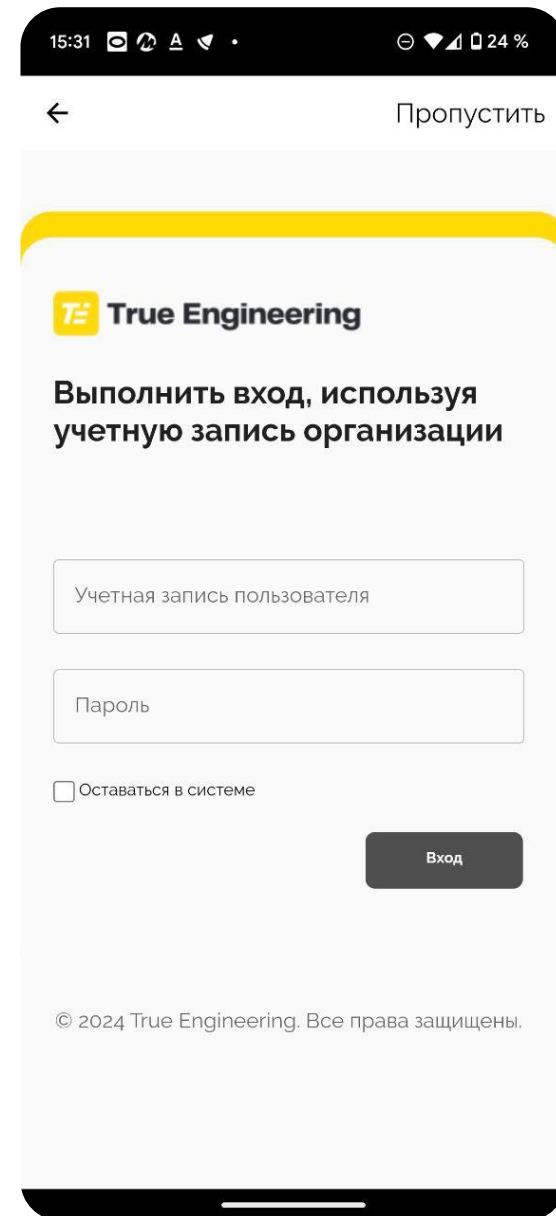 15:31 A 24 %
Пропустить
TE True Engineering
Выполнить вход, используя
учетную запись организации
Учетная запись пользователя
Пароль
Оставаться в системе
Вход
© 2024 True Engineering. Все права защищены.